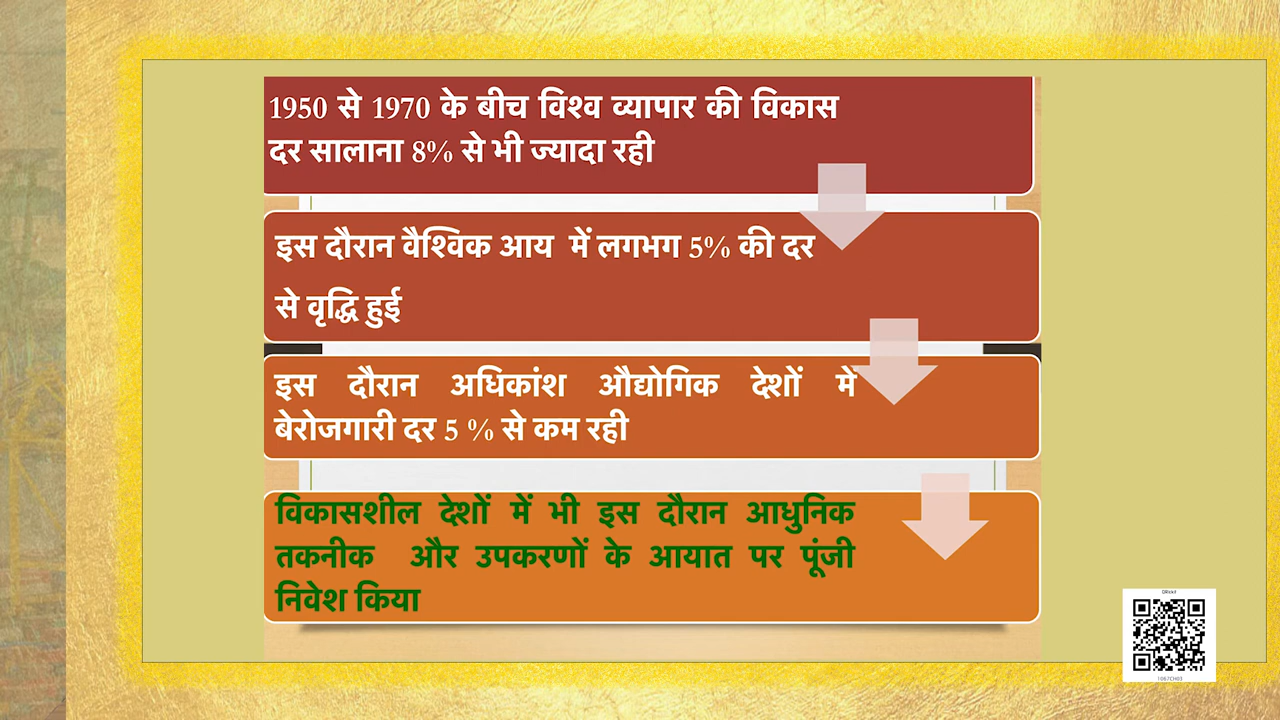 1950 से 1970 के बीच विश्व व्यापार की विकास
दर सालाना 8% से भी ज्यादा रही
इस दौरान वैश्विक आय में लगभग 5% की दर
से वृद्धि हुई
इस दौरान अधिकांश औद्योगिक देशों में
बेरोजगारी दर 5 % से कम रही
विकासशील देशों में भी इस दौरान आधुनिक
तकनीक और उपकरणों के आयात पर पूंजी
निवेश किया
1067CH03